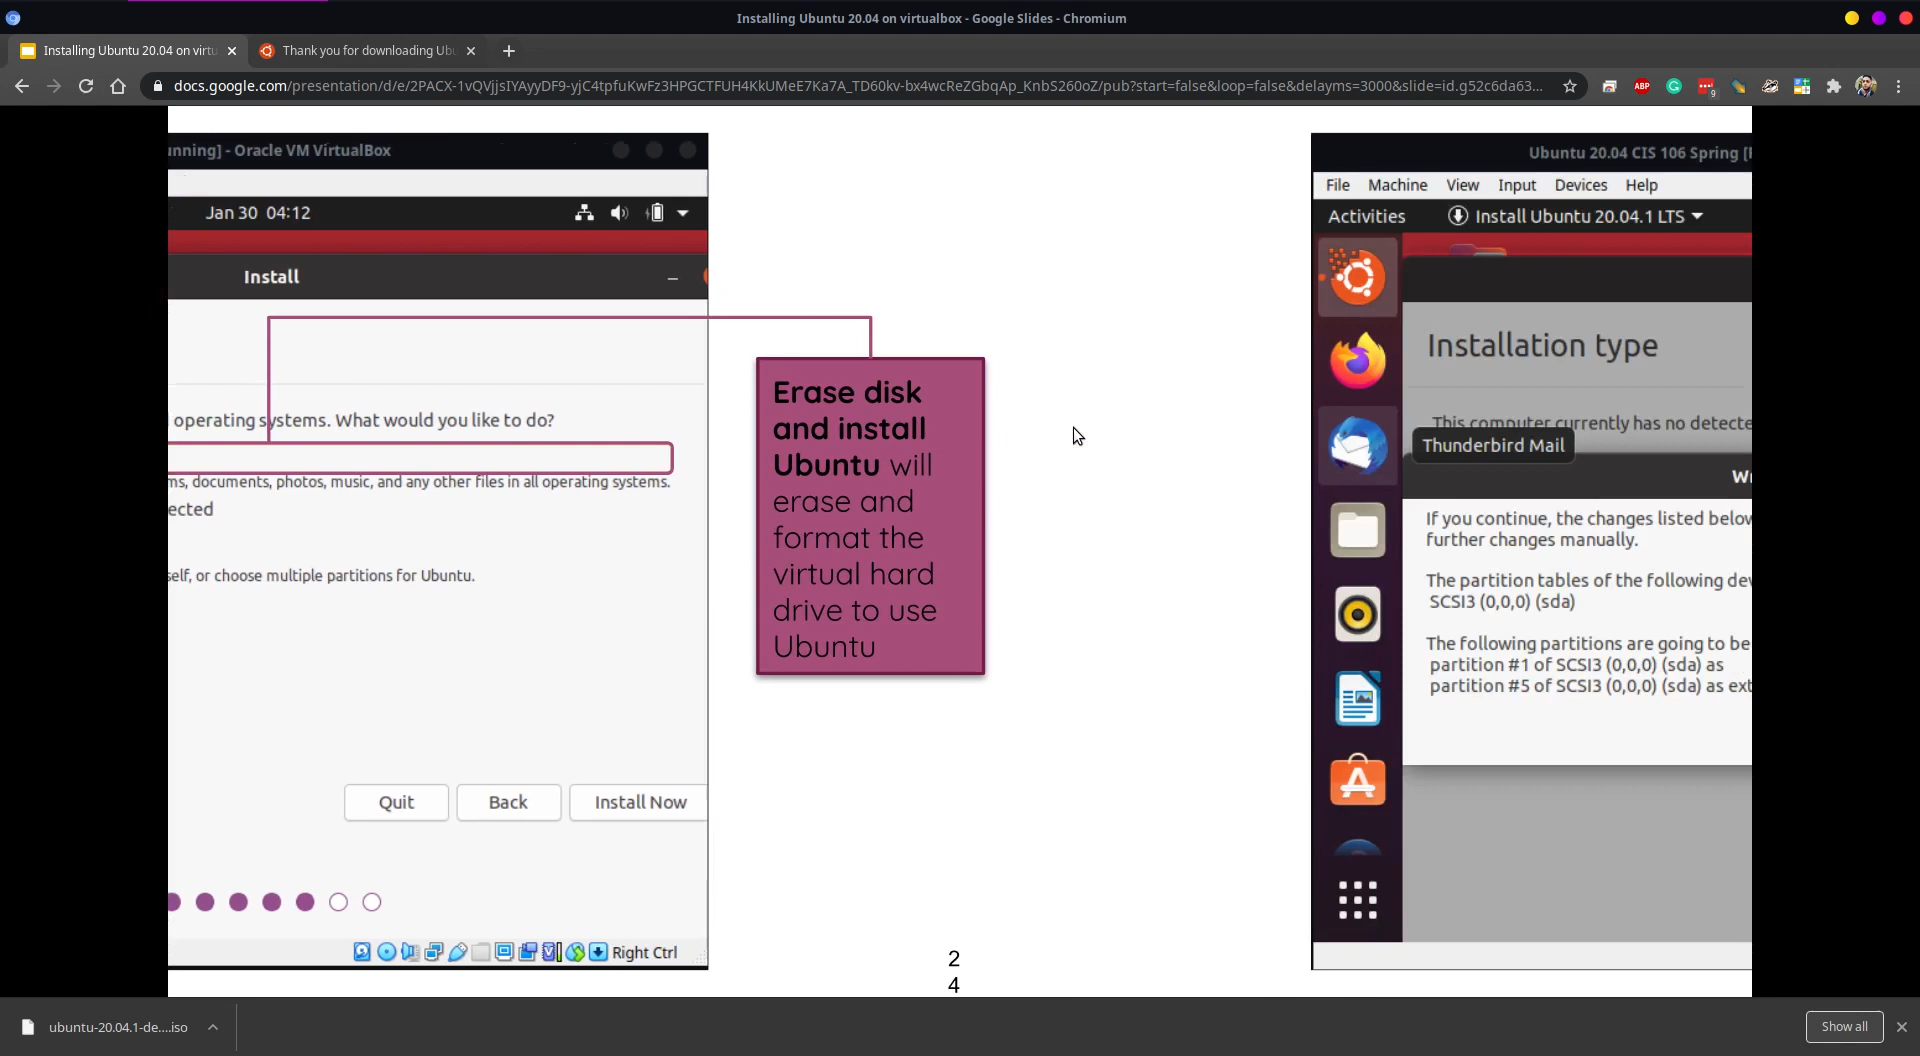 Installing Ubuntu 20.04 on virtualbox - Google Slides - Chromium
Installing Ubuntu 20.04 on virtu
Thank you for downloading Ubu
docs.google.com/presentation/d/e/2PACX-1vQVjjsIYAyyDF9-yjC4tpfuKwFz3HPGCTFUH4KkUMeE7Ka7A_TD60kv-bx4wcReZGbqAp_KnbS260oZ/pub?start=false&loop=false&delayms=3000&slide=id.g52c6da63...
ABP
9
unning] - Oracle VM VirtualBox
Jan 30 04:12
Install
operating systems. What would you like to do?
ms, documents, photos, music, and any other files in all operating systems.
ected
self, or choose multiple partitions for Ubuntu.
Quit
Back
Install Now
Right Ctrl
Erase disk
and install
Ubuntu will
erase and
format the
virtual hard
drive to use
Ubuntu
2
4
Ubuntu 20.04 CIS 106 Spring [R
File Machine View Input Devices Help
Activities
Install Ubuntu 20.04.1 LTS
Installation type
This computer currently has no detecte
Thunderbird Mail
Wr
If you continue, the changes listed below
further changes manually.
The partition tables of the following dev
SCSI3 (0,0,0) (sda)
The following partitions are going to be
partition #1 of SCSI3 (0,0,0) (sda) as
partition #5 of SCSI3 (0,0,0) (sda) as ext
ubuntu-20.04.1-de....iso
Show all